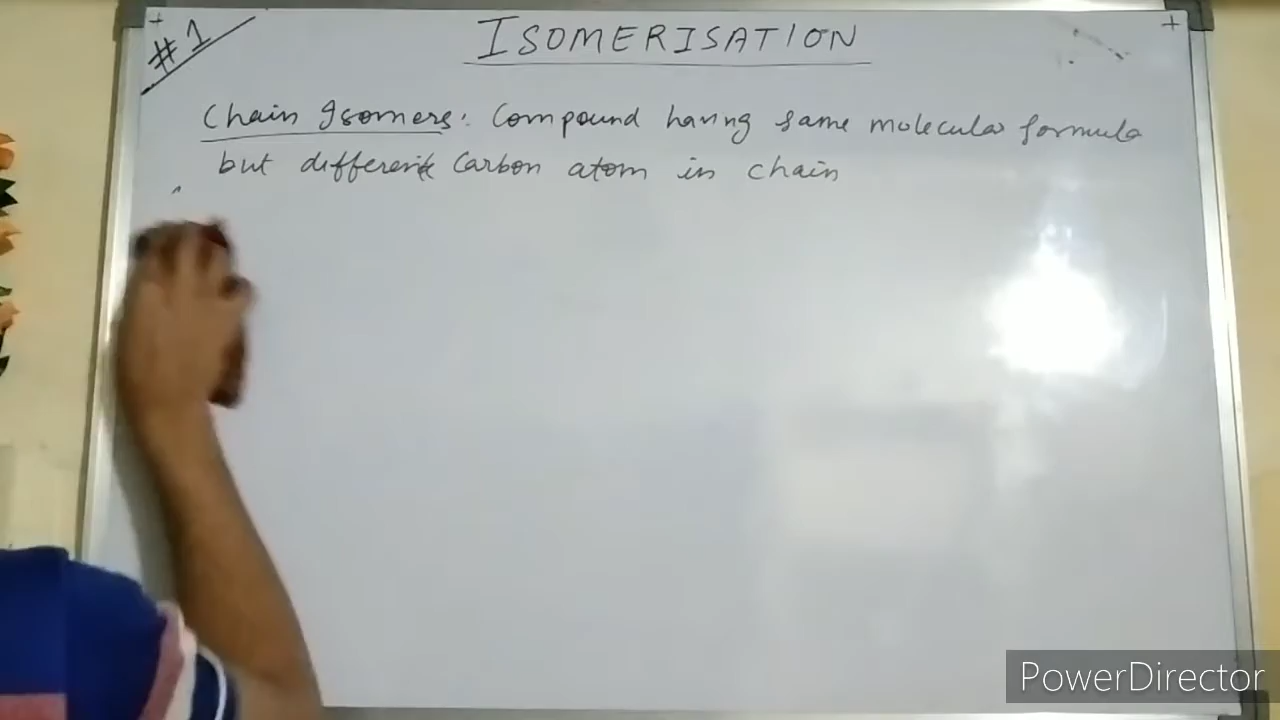 #1
ISOMERISATION
Chain Isomers: Compound having same molecular formula
but different Carbon atom in chain
PowerDirector